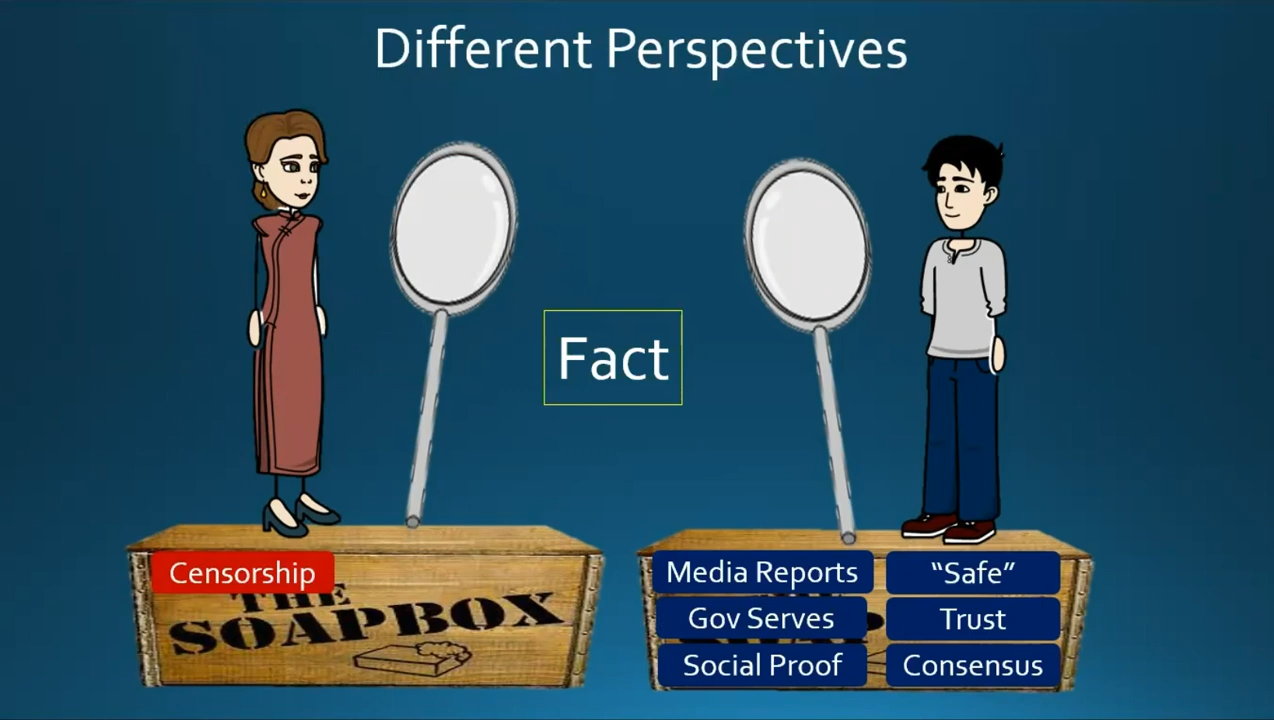 Different Perspectives
Fact
Censorship
THE
SOAPBOX
Media Reports
"Safe"
Gov Serves
Trust
Social Proof
Consensus